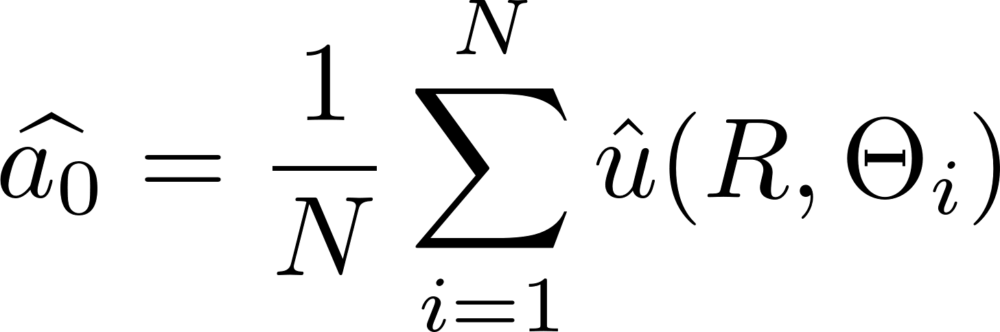 \widehat{a_0} = \frac{1}{N} \sum_{i=1}^{N} \hat{u}(R, \Theta_i)